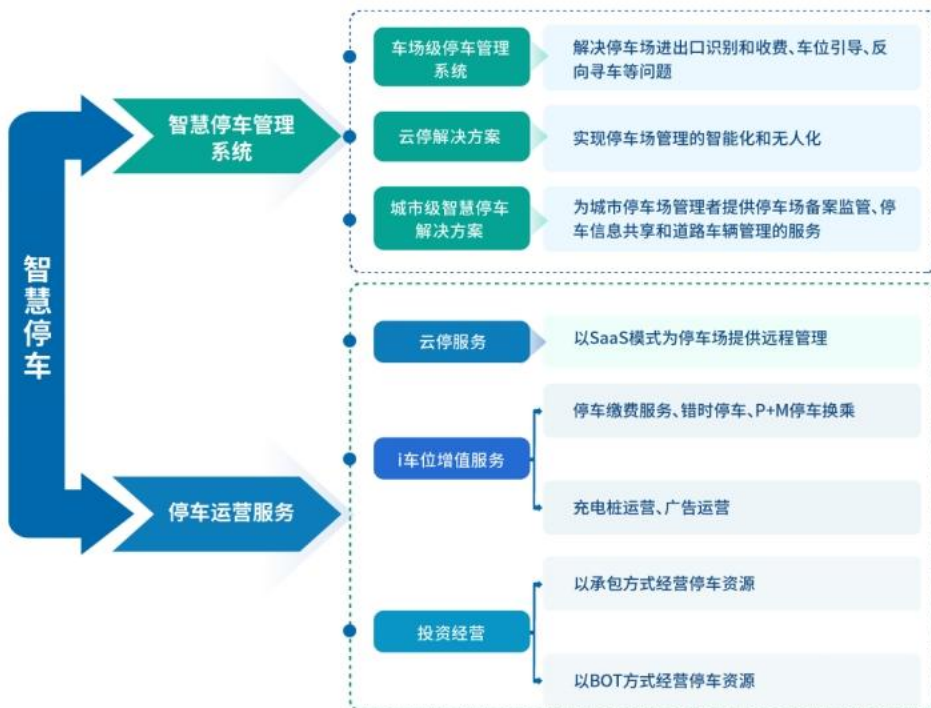 智慧停车
智慧停车管理
系统
车场级停车管理
系统
解决停车场进出口识别和收费、车位引导、反
向寻车等问题
云停解决方案
实现停车场管理的智能化和无人化
城市级智慧停车
解决方案
为城市停车场管理者提供停车场备案监管、停
车信息共享和道路车辆管理的服务
停车运营服务
云停服务
以SaaS模式为停车场提供远程管理
i车位增值服务
停车缴费服务、错时停车、P+M停车换乘
充电桩运营、广告运营
投资经营
以承包方式经营停车资源
以BOT方式经营停车资源